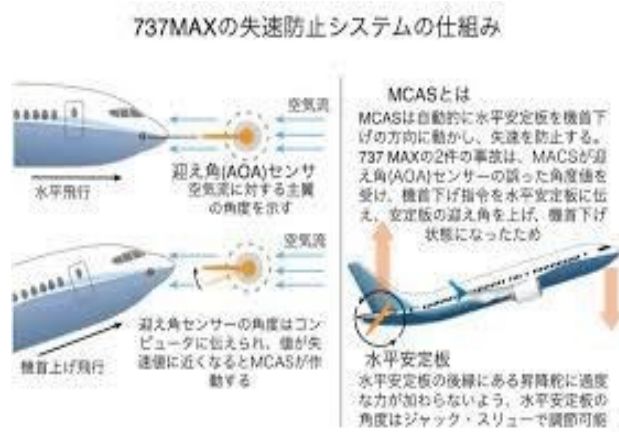 737MAXの失速防止システムの仕組み
空気流
迎え角(AOA)センサ
空気流に対する主翼
の角度を示す
水平飛行
空気流
迎え角センサーの角度はコン
ピュータに伝えられ、値が失
速値に近くなるとMCASが作
動する
機首上げ飛行
MCASとは
MCASは自動的に水平安定板を機首下
げの方向に動かし、失速を防止する。
737 MAXの2件の事故は、MACSが迎
え角(AOA)センサーの誤った角度値を
受け、機首下げ指令を水平安定板に伝
え、安定版の迎え角を上げ、機首下げ
状態になったため
水平安定板
水平安定板の後縁にある昇降舵に過度
な力が加わらないよう、水平安定板の
角度はジャック・スリューで調節可能